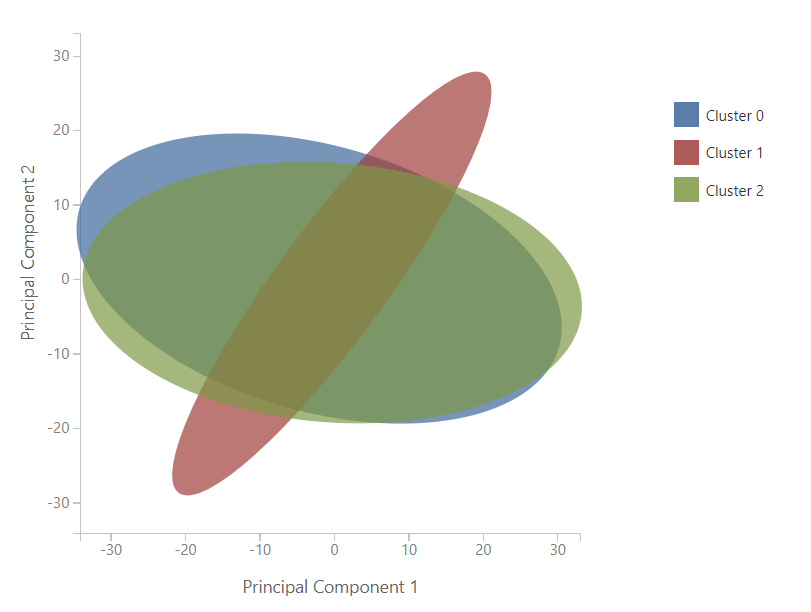 30
20
10
0
-10
-20
-30
Principal Component 2
-30 -20 -10 0 10 20 30
Principal Component 1
Cluster 0
Cluster 1
Cluster 2